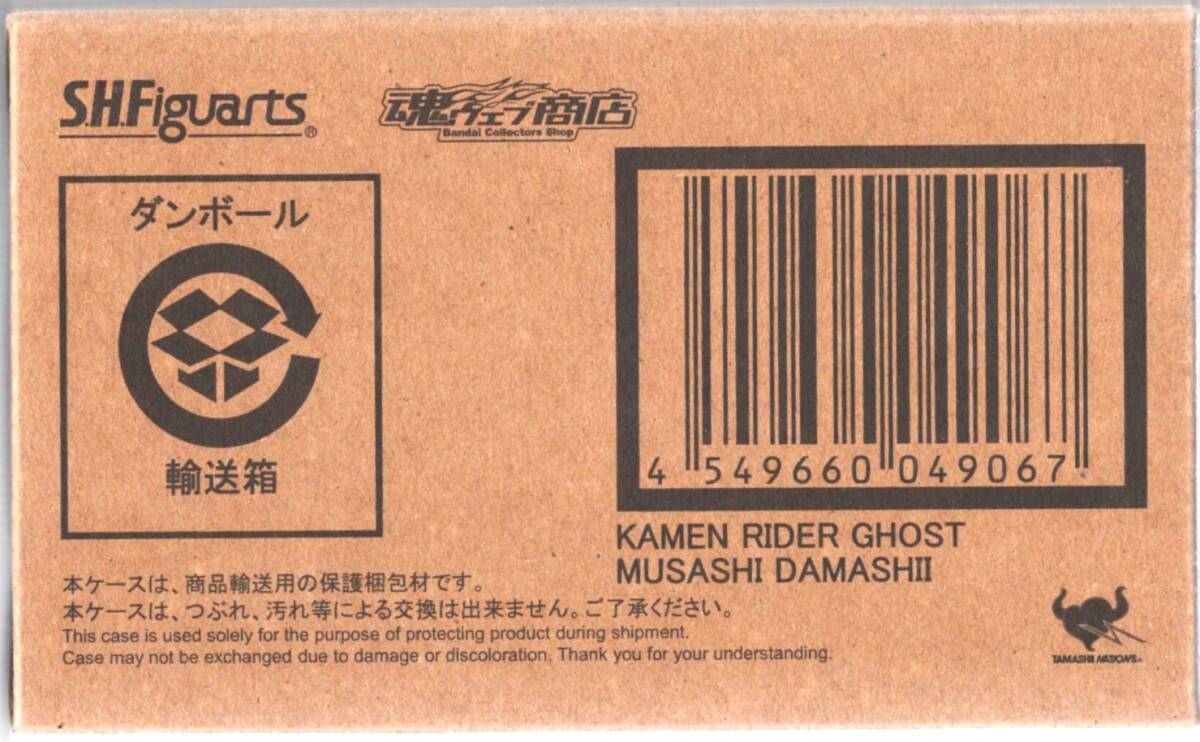 S.H.Figuarts®
魂ウェブ商店
Bandai Collectors Shop
ダンボール
輸送箱
4 549660 049067
KAMEN RIDER GHOST
MUSASHI DAMASHII
本ケースは、商品輸送用の保護梱包材です。
本ケースは、つぶれ、汚れ等による交換は出来ません。ご了承ください。
This case is used solely for the purpose of protecting product during shipment.
Case may not be exchanged due to damage or discoloration. Thank you for your understanding.
TAMASHII NATIONS